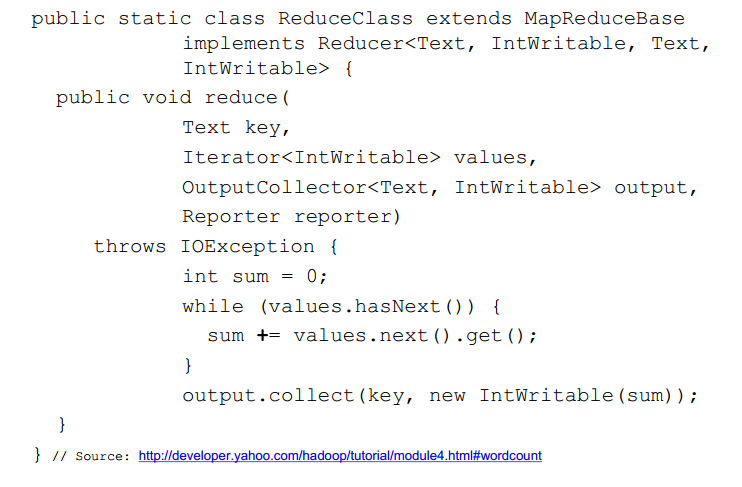 public static class ReduceClass extends MapReduceBase
implements Reducer<Text, IntWritable, Text,
IntWritable> {
public void reduce(
Text key,
Iterator<IntWritable> values,
OutputCollector<Text, IntWritable> output,
Reporter reporter)
throws IOException {
int sum = 0;
while (values.hasNext()) {
sum += values.next().get();
}
output.collect(key, new IntWritable(sum));
}
} // Source: http://developer.yahoo.com/hadoop/tutorial/module4.html#wordcount